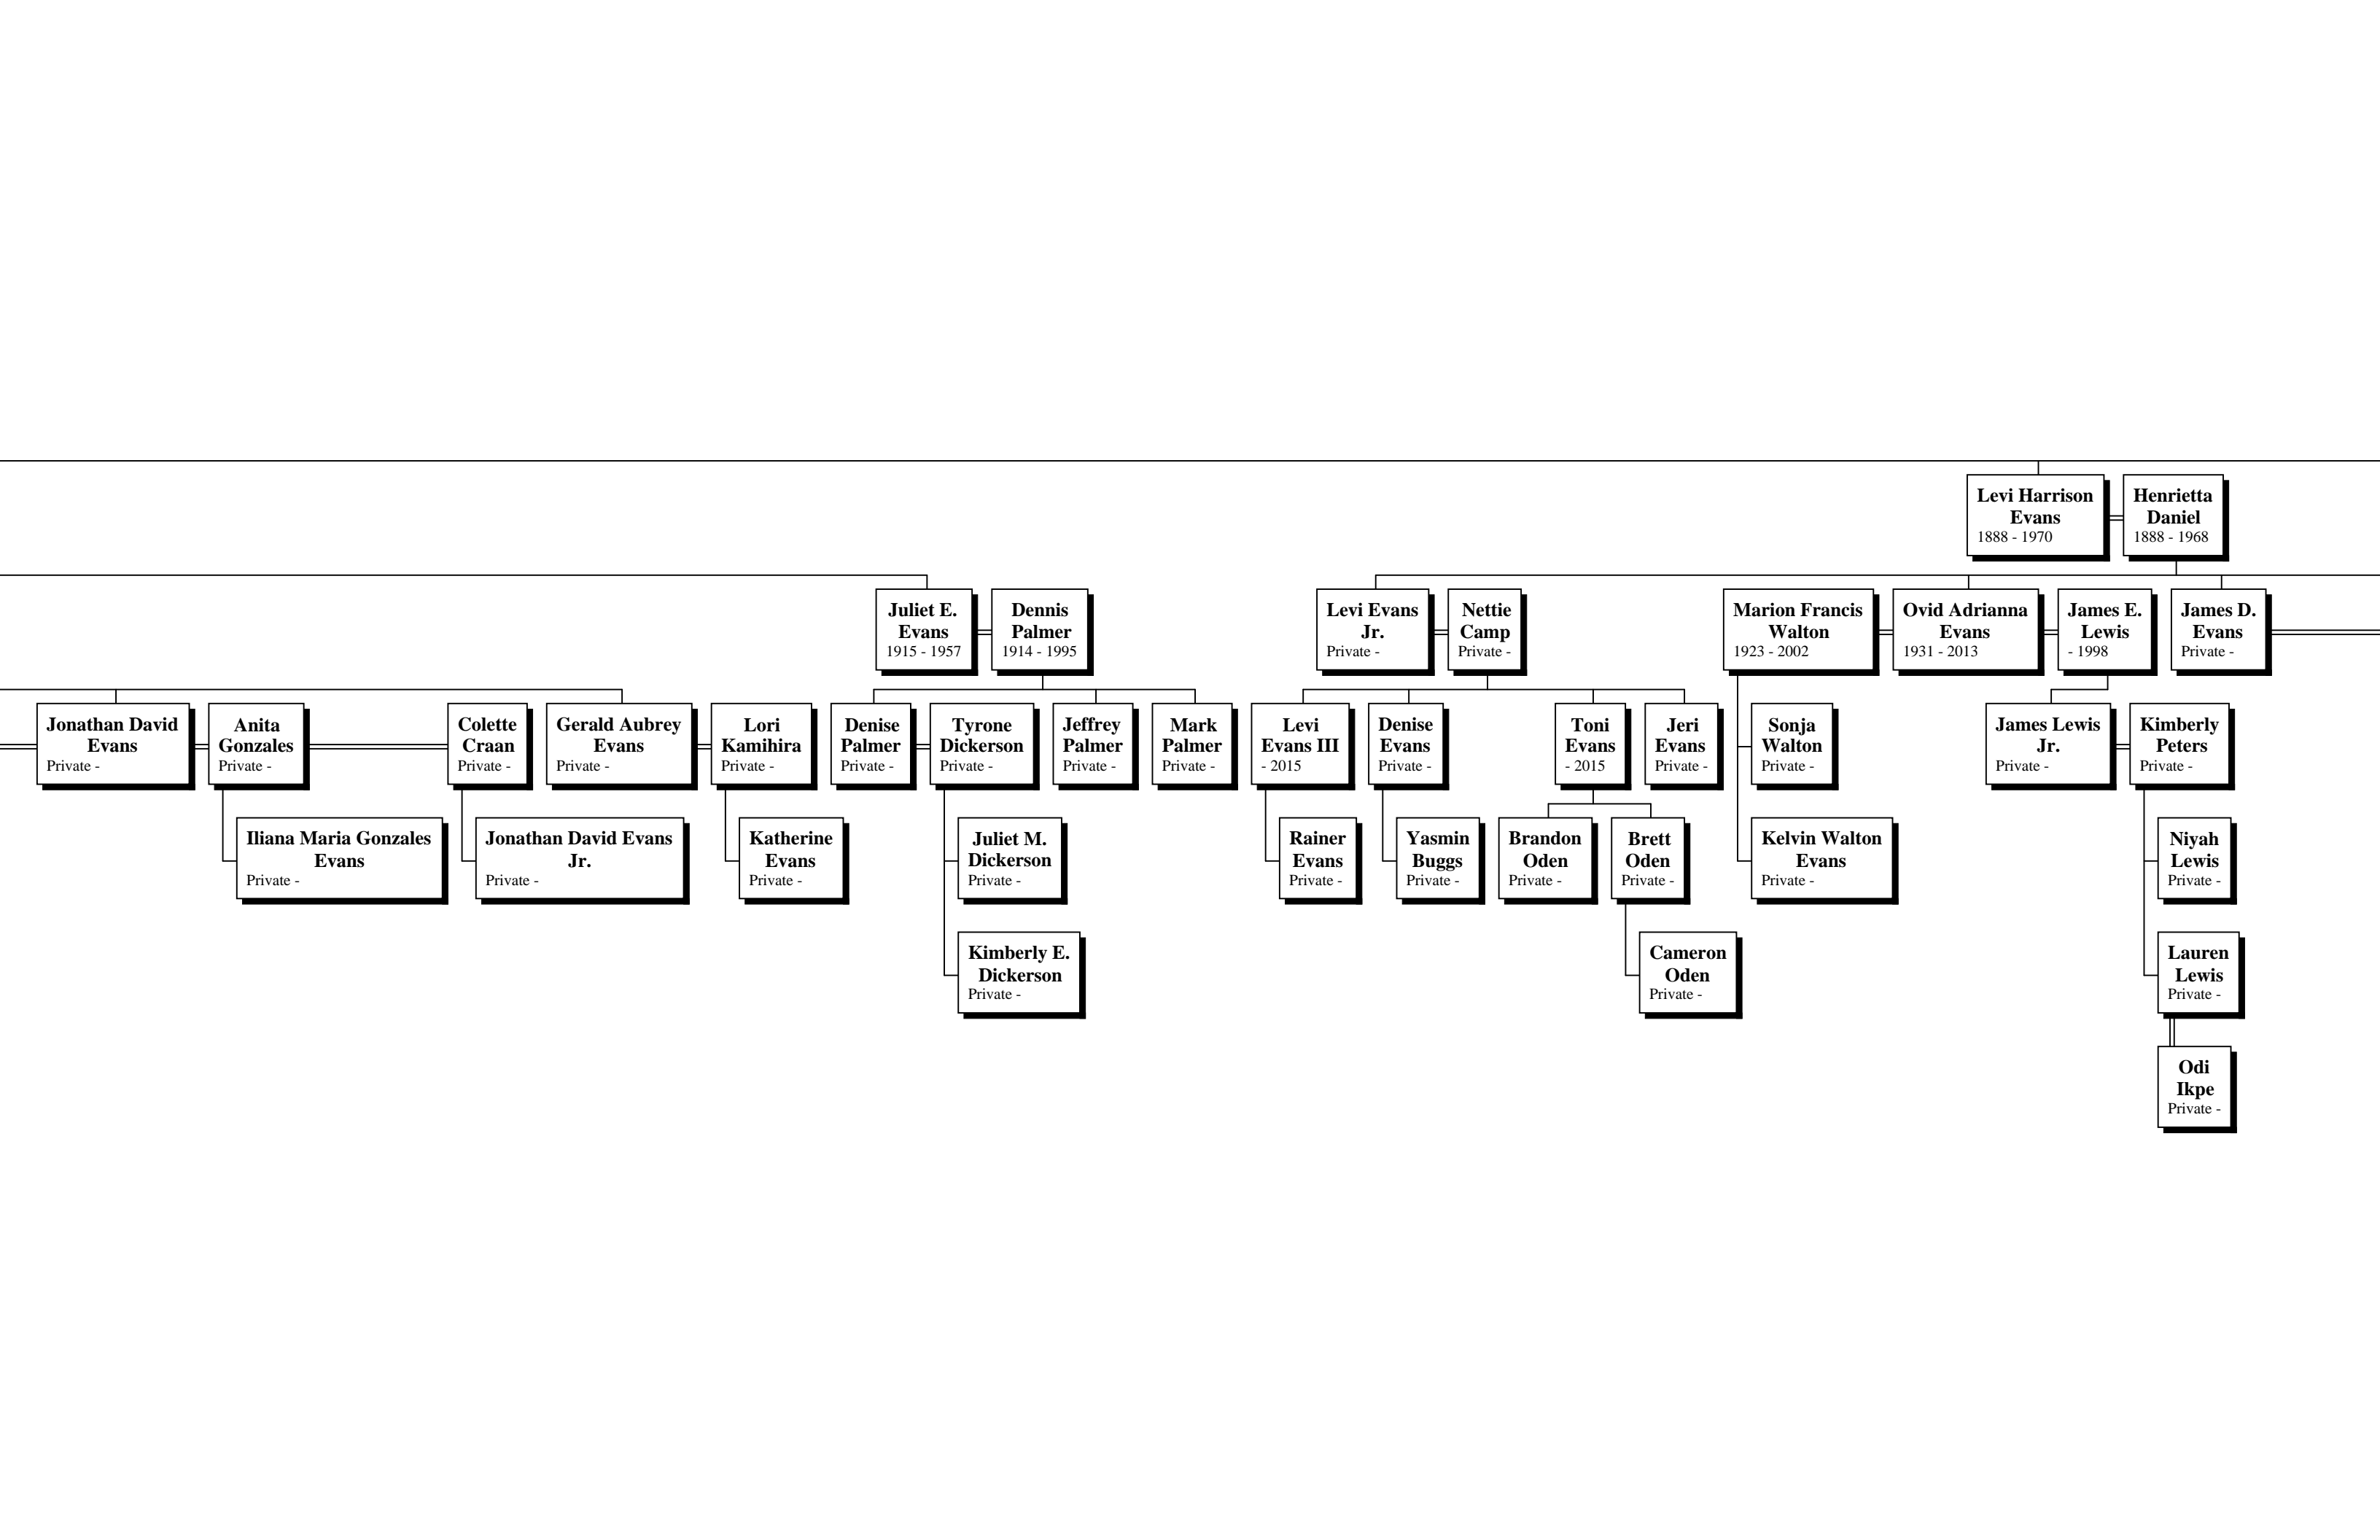 Levi Harrison
Evans
1888 - 1970
Henrietta
Daniel
1888 - 1968
Juliet E.
Evans
1915 - 1957
Dennis
Palmer
1914 - 1995
Levi Evans
Jr.
Private -
Nettie
Camp
Private -
Marion Francis
Walton
1923 - 2002
Ovid Adrianna
Evans
1931 - 2013
James E.
Lewis
- 1998
James D.
Evans
Private -
Jonathan David
Evans
Private -
Anita
Gonzales
Private -
Colette
Craan
Private -
Gerald Aubrey
Evans
Private -
Lori
Kamihira
Private -
Denise
Palmer
Private -
Tyrone
Dickerson
Private -
Jeffrey
Palmer
Private -
Mark
Palmer
Private -
Levi
Evans III
- 2015
Denise
Evans
Private -
Toni
Evans
- 2015
Jeri
Evans
Private -
Sonja
Walton
Private -
James Lewis
Jr.
Private -
Kimberly
Peters
Private -
Iliana Maria Gonzales
Evans
Private -
Jonathan David Evans
Jr.
Private -
Katherine
Evans
Private -
Juliet M.
Dickerson
Private -
Rainer
Evans
Private -
Yasmin
Buggs
Private -
Brandon
Oden
Private -
Brett
Oden
Private -
Kelvin Walton
Evans
Private -
Niyah
Lewis
Private -
Kimberly E.
Dickerson
Private -
Cameron
Oden
Private -
Lauren
Lewis
Private -
Odi
Ikpe
Private -